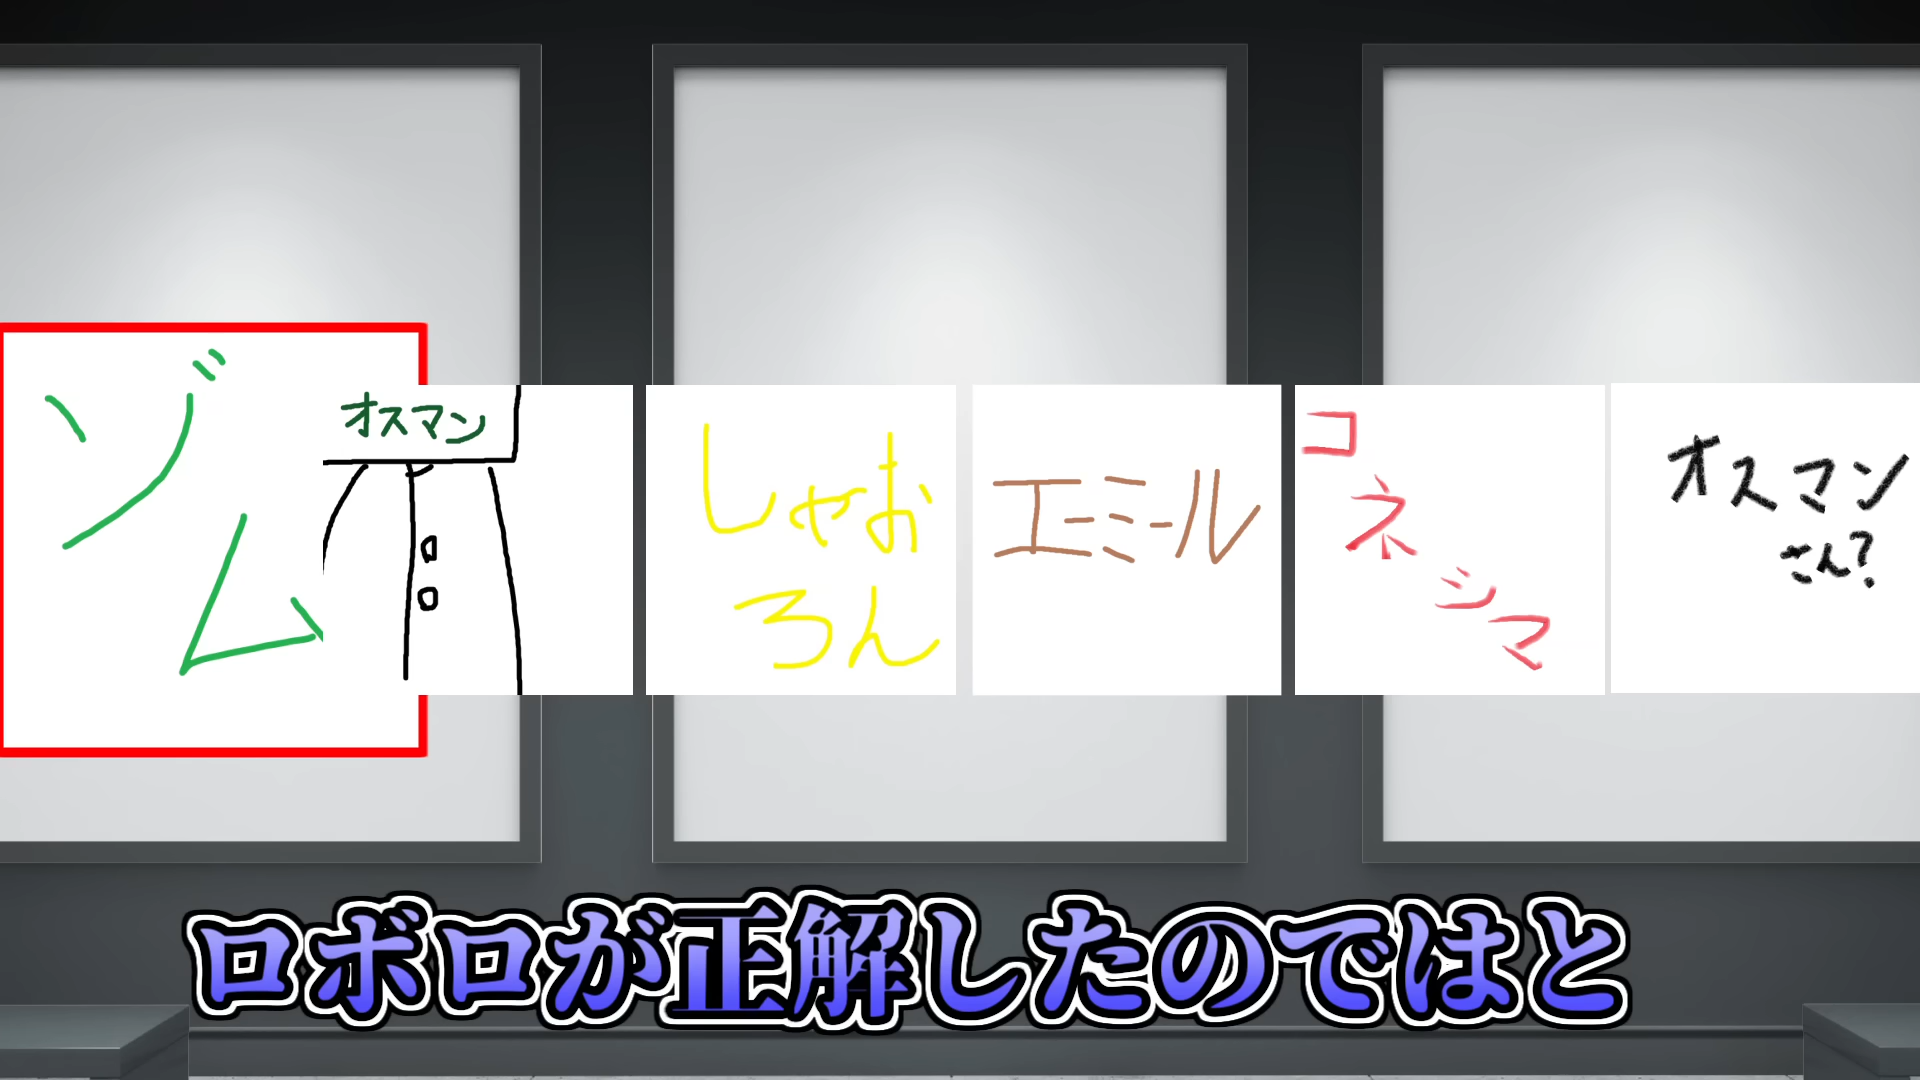 ゾ
ム
オスマン
しゃお
ろん
エミール
コ
ネ
シ
マ
オスマン
さん?
ロボロが正解したのではと